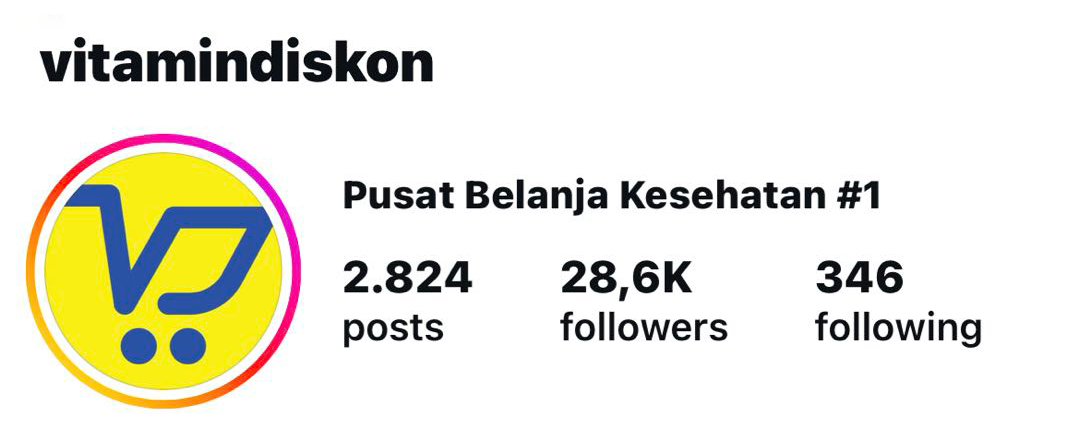 vitamindiskon
Pusat Belanja Kesehatan #1
2.824 28,6K 346
posts followers following